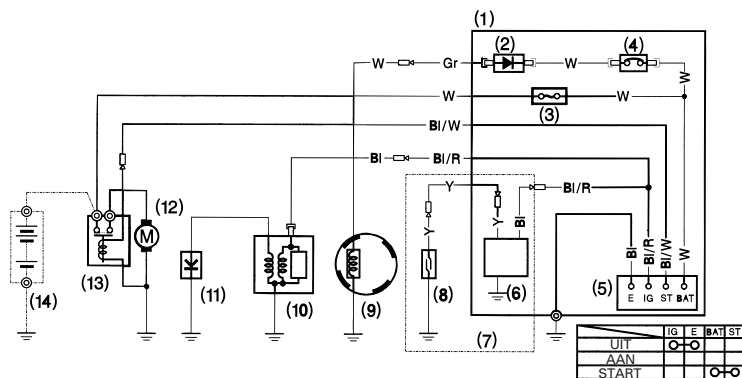 (1)
(2)
(4)
W
Gr
W
W
W
W
(3)
Bl/W
Bl
Bl/R
Y
Bl/R
Y
Y
Bl
Bl
Bl/R
Bl/W
W
(12)
M
(13)
(14)
(11)
(10)
(9)
(8)
(6)
(5)
E IG ST BAT
(7)
IG E BAT ST
UIT
AAN
START